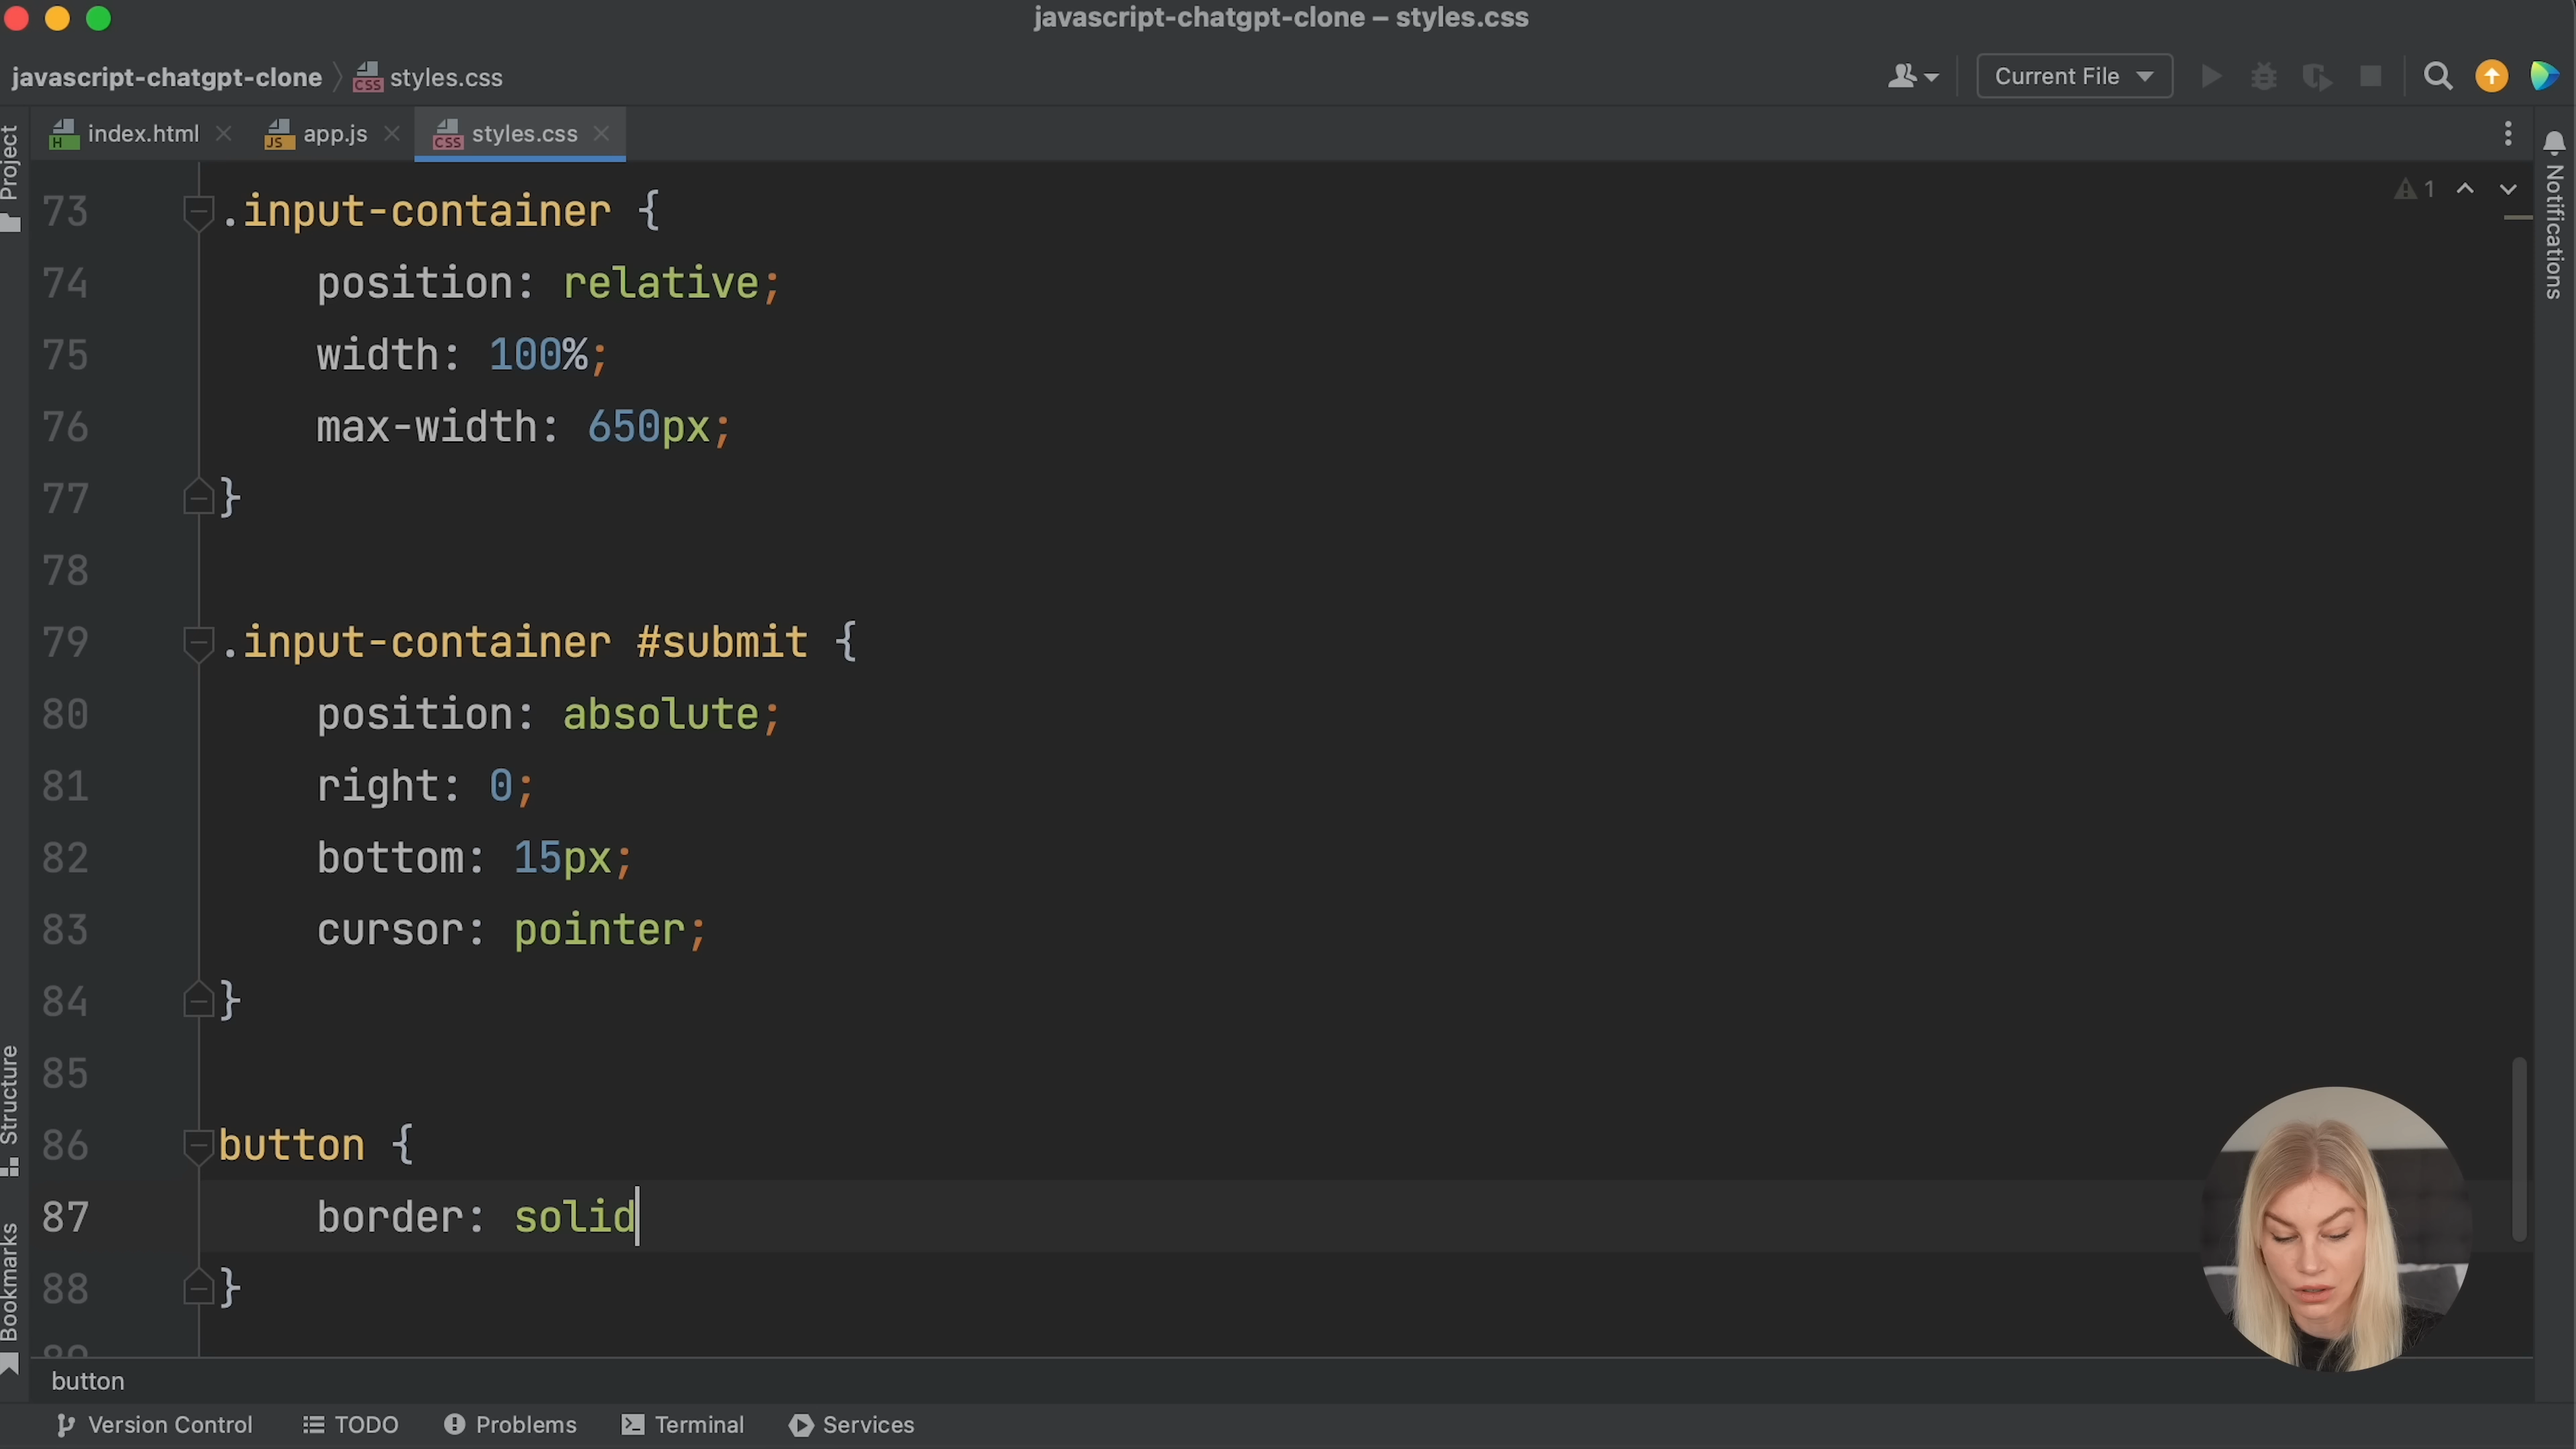 javascript-chatgpt-clone – styles.css
javascript-chatgpt-clone
styles.css
Current File
Project
index.html
app.js
styles.css
Notifications
1
73 .input-container {
74 position: relative;
75 width: 100%;
76 max-width: 650px;
77 }
78
79 .input-container #submit {
80 position: absolute;
81 right: 0;
82 bottom: 15px;
83 cursor: pointer;
84 }
85
86 button {
87 border: solid
88 }
Structure
Bookmarks
button
Version Control
TODO
Problems
Terminal
Services